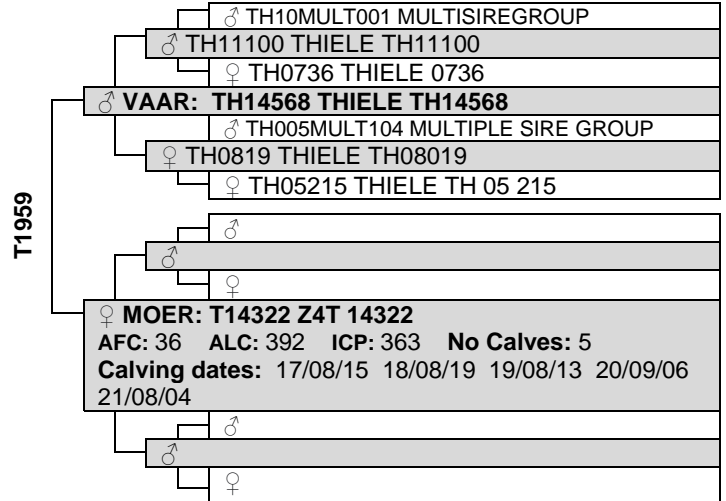 T1959
♂ TH10MULT001 MULTISIREGROUP
♂ TH11100 THIELE TH11100
♀ TH0736 THIELE 0736
♂ VAAR: TH14568 THIELE TH14568
♂ TH005MULT104 MULTIPLE SIRE GROUP
♀ TH0819 THIELE TH08019
♀ TH05215 THIELE TH 05 215
♂
♂
♀
♀ MOER: T14322 Z4T 14322
AFC: 36 ALC: 392 ICP: 363 No Calves: 5
Calving dates: 17/08/15 18/08/19 19/08/13 20/09/06
21/08/04
♂
♂
♀